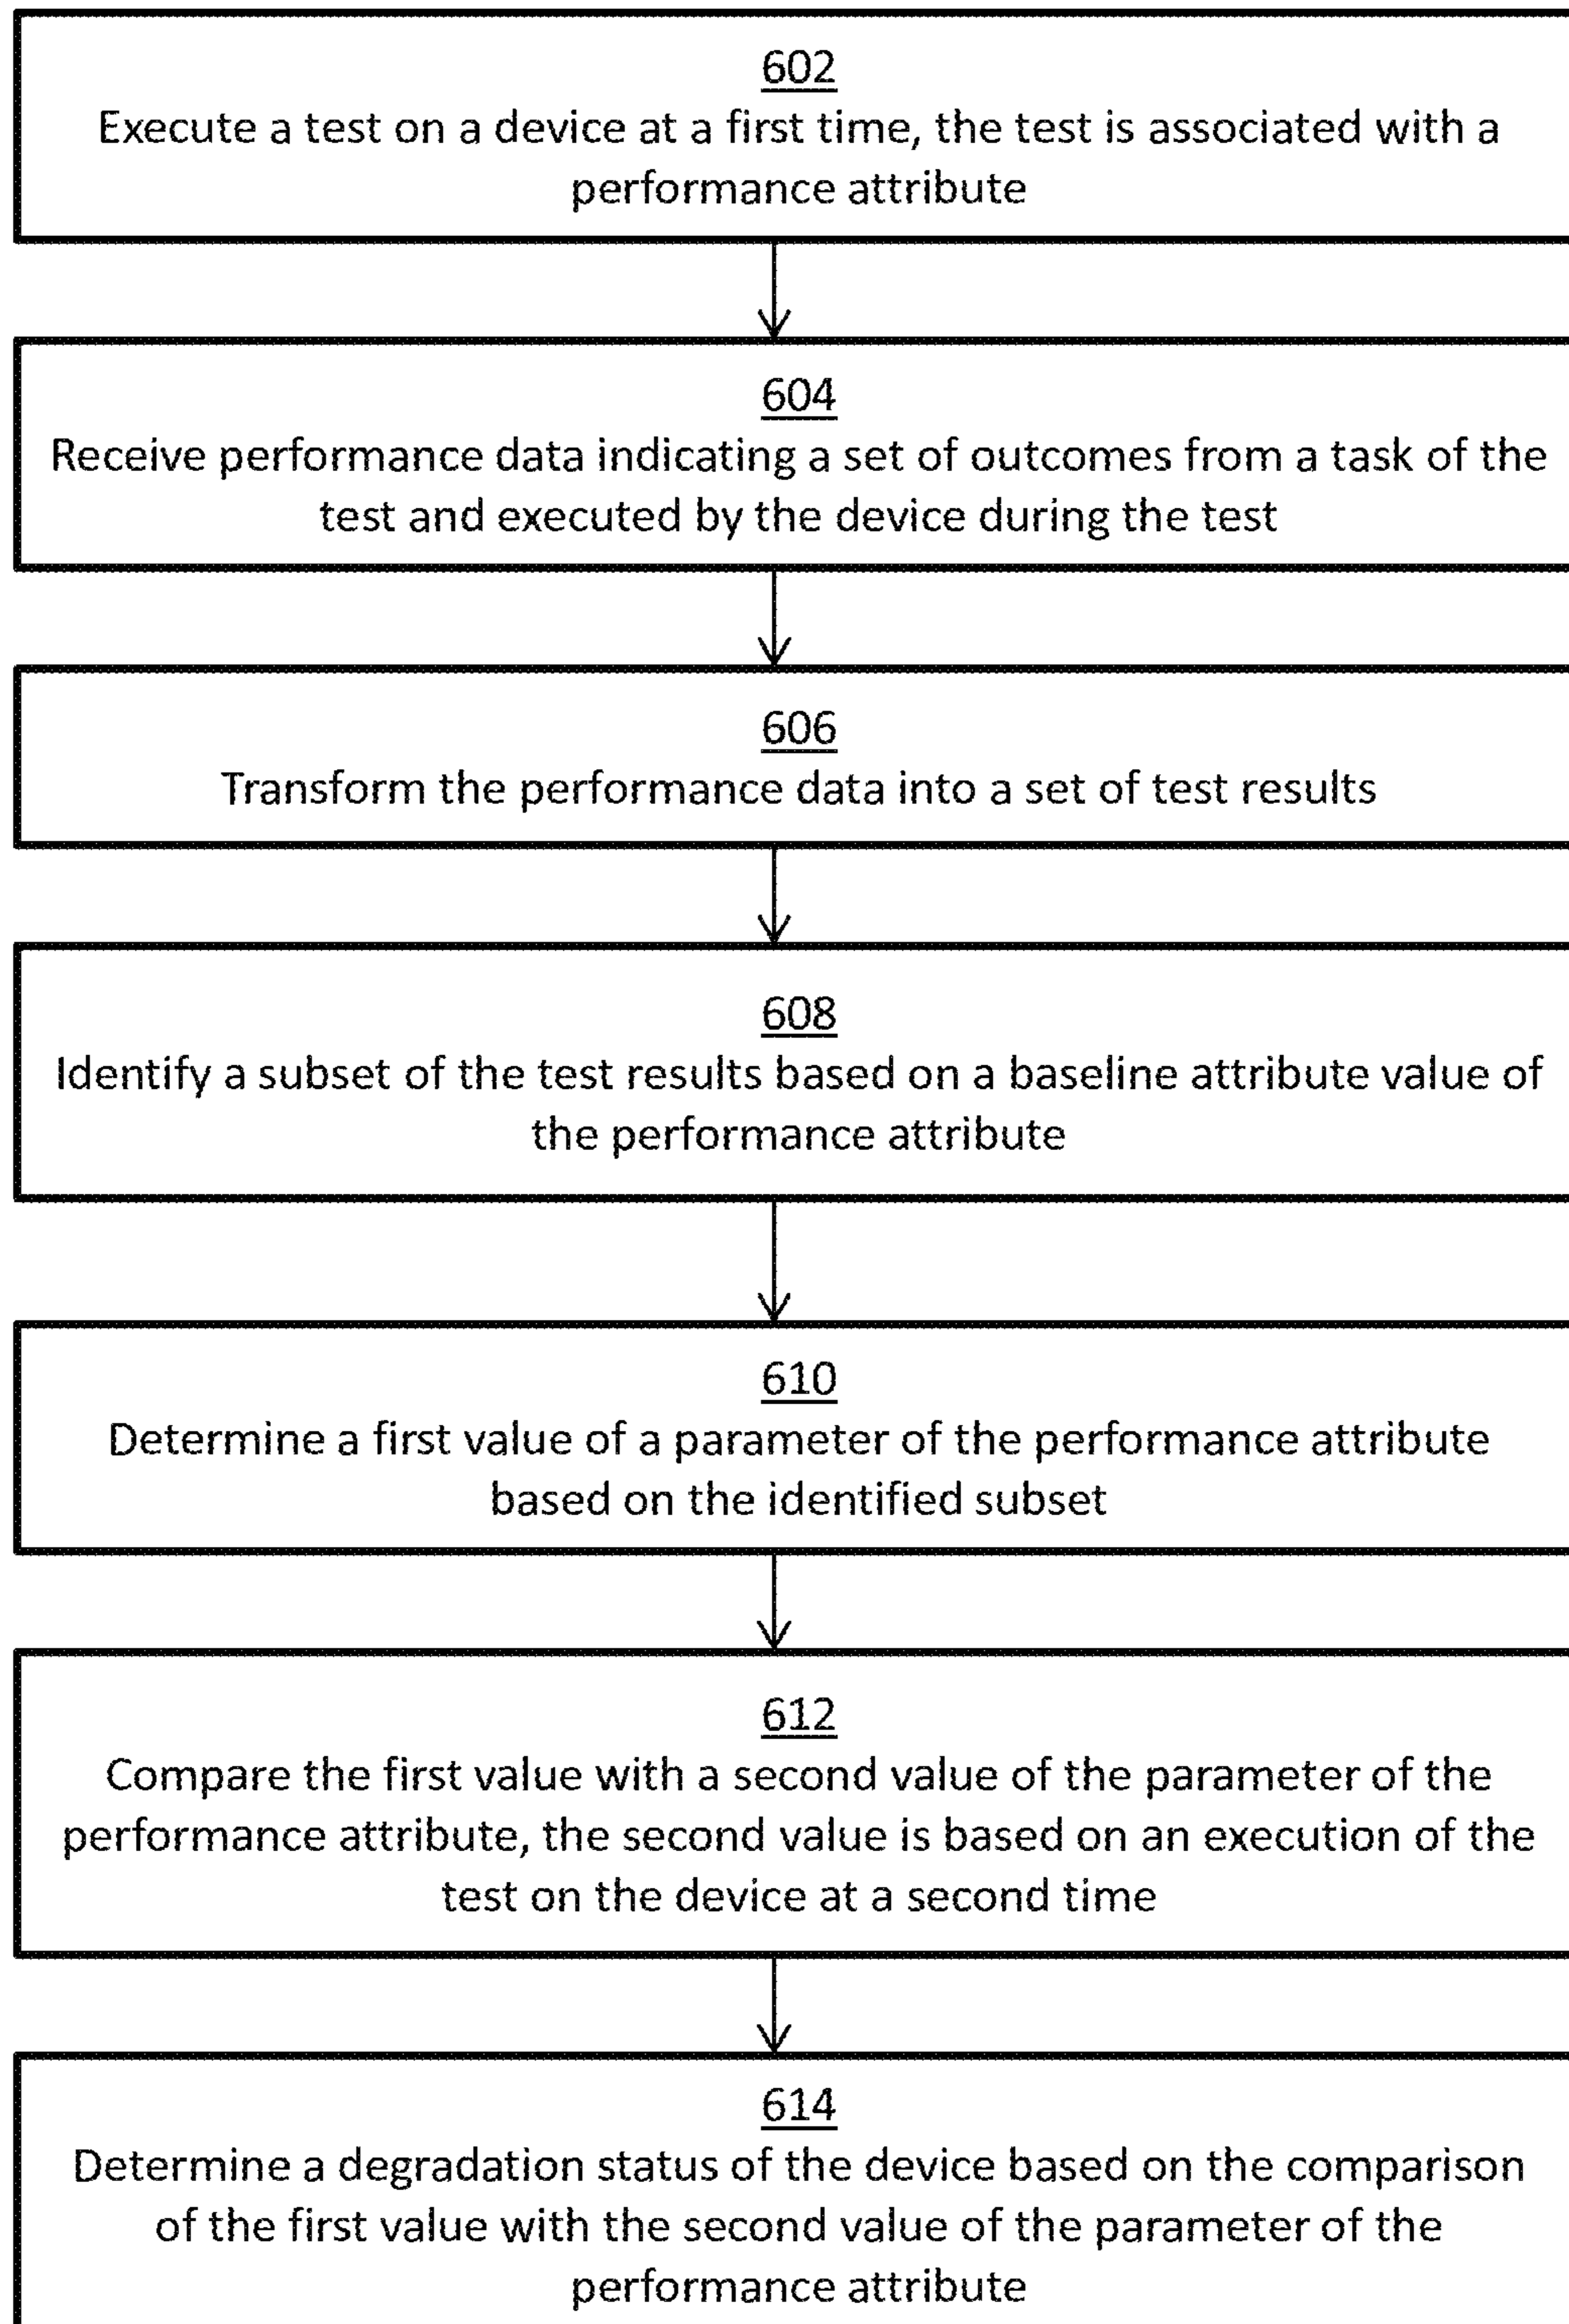 602
Execute a test on a device at a first time, the test is associated with a
performance attribute
604
Receive performance data indicating a set of outcomes from a task of the
test and executed by the device during the test
606
Transform the performance data into a set of test results
608
Identify a subset of the test results based on a baseline attribute value of
the performance attribute
610
Determine a first value of a parameter of the performance attribute
based on the identified subset
612
Compare the first value with a second value of the parameter of the
performance attribute, the second value is based on an execution of the
test on the device at a second time
614
Determine a degradation status of the device based on the comparison
of the first value with the second value of the parameter of the
performance attribute